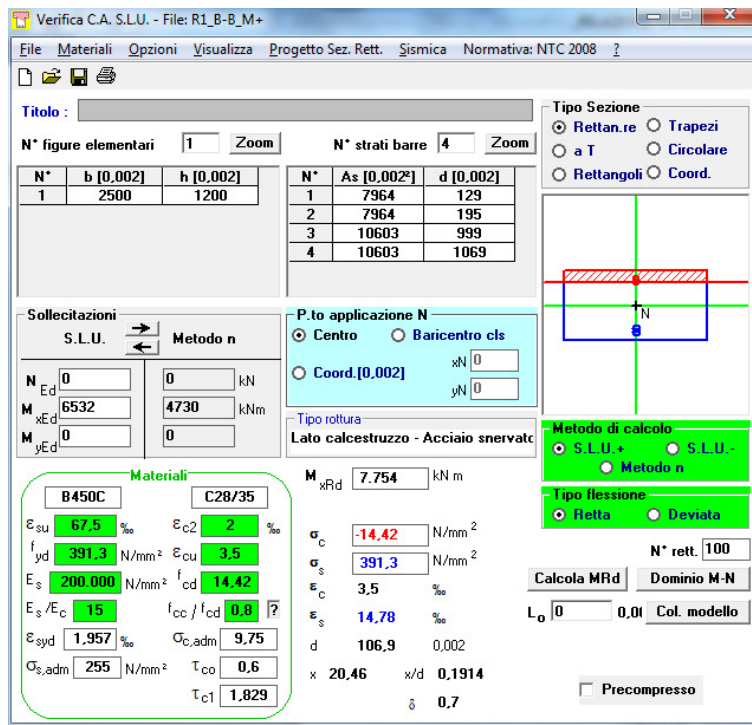 Verifica C.A. S.L.U. - File: R1_B-B_M+
File Materiali Opzioni Visualizza Progetto Sez. Rett. Sismica Normativa: NTC 2008 ?
Titolo :
N° figure elementari 1 Zoom
N° strati barre 4 Zoom
N° b [0,002] h [0,002]
1 2500 1200
N° As [0,002²] d [0,002]
1 7964 129
2 7964 195
3 10603 999
4 10603 1069
Tipo Sezione
Rettan.re Trapezi
a T Circolare
Rettangoli Coord.
N
Sollecitazioni
S.L.U. Metodo n
N Ed 0 0 kN
M xEd 6532 4730 kNm
M yEd 0 0
P.to applicazione N
Centro Baricentro cls
Coord.[0,002] xN 0
yN 0
Tipo rottura
Lato calcestruzzo - Acciaio snervato
Metodo di calcolo
S.L.U.+ S.L.U.-
Metodo n
Tipo flessione
Retta Deviata
Materiali
B450C C28/35
εsu 67,5 ‰ εc2 2 ‰
fyd 391,3 N/mm² εcu 3,5
Es 200.000 N/mm² fcd 14,42
Es/Ec 15 fcc / fcd 0,8 ?
εsyd 1,957 ‰ σc,adm 9,75
σs,adm 255 N/mm² τco 0,6
τc1 1,829
M xRd 7.754 kN m
σc -14,42 N/mm²
σs 391,3 N/mm²
εc 3,5 ‰
εs 14,78 ‰
d 106,9 0,002
x 20,46 x/d 0,1914
δ 0,7
N° rett. 100
Calcola MRd Dominio M-N
Lo 0 0,00 Col. modello
Precompresso